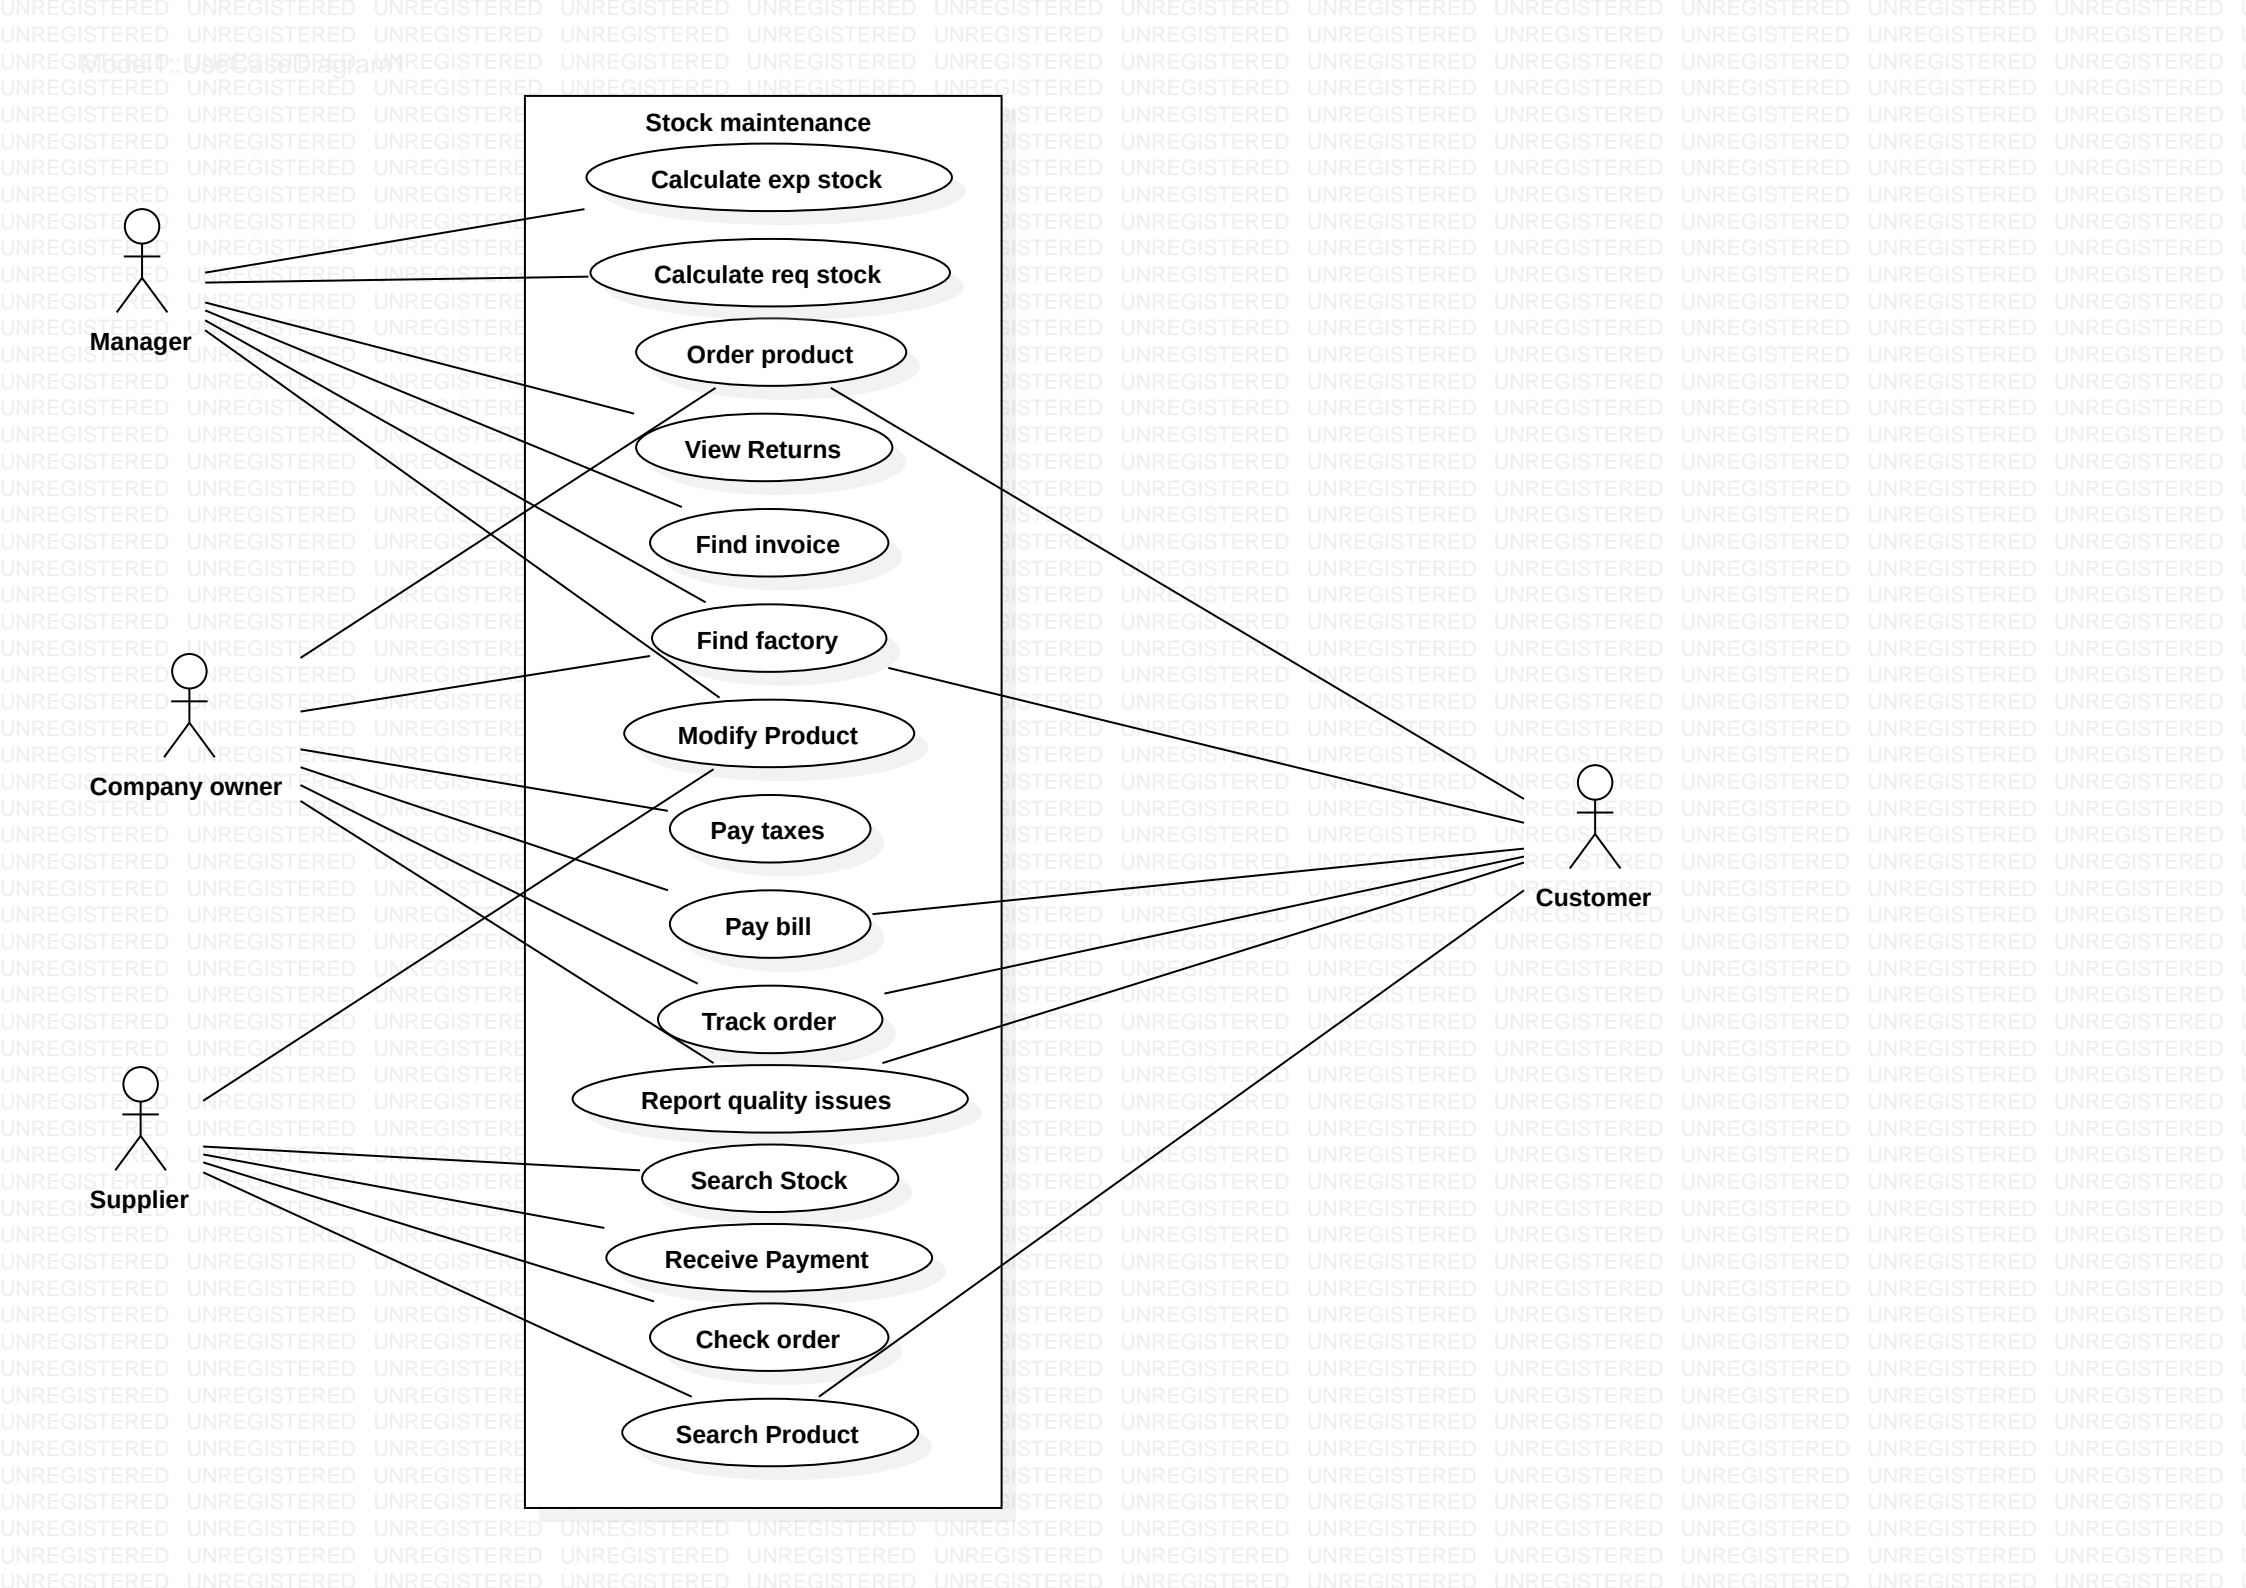 Model1::UseCaseDiagram1
Stock maintenance
Calculate exp stock
Calculate req stock
Manager
Order product
View Returns
Find invoice
Find factory
Modify Product
Company owner
Pay taxes
Customer
Pay bill
Track order
Report quality issues
Search Stock
Supplier
Receive Payment
Check order
Search Product
UNREGISTERED